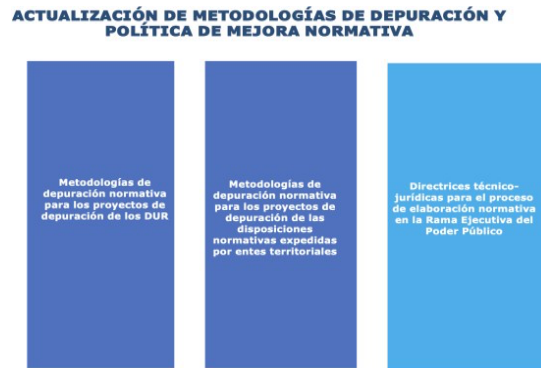 ACTUALIZACIÓN DE METODOLOGÍAS DE DEPURACIÓN Y
POLÍTICA DE MEJORA NORMATIVA
Metodologías de
depuración normativa
para los proyectos de
depuración de los DUR
Metodologías de
depuración normativa
para los proyectos de
depuración de las
disposiciones
normativas expedidas
por entes territoriales
Directrices técnico-
jurídicas para el proceso
de elaboración normativa
en la Rama Ejecutiva del
Poder Público